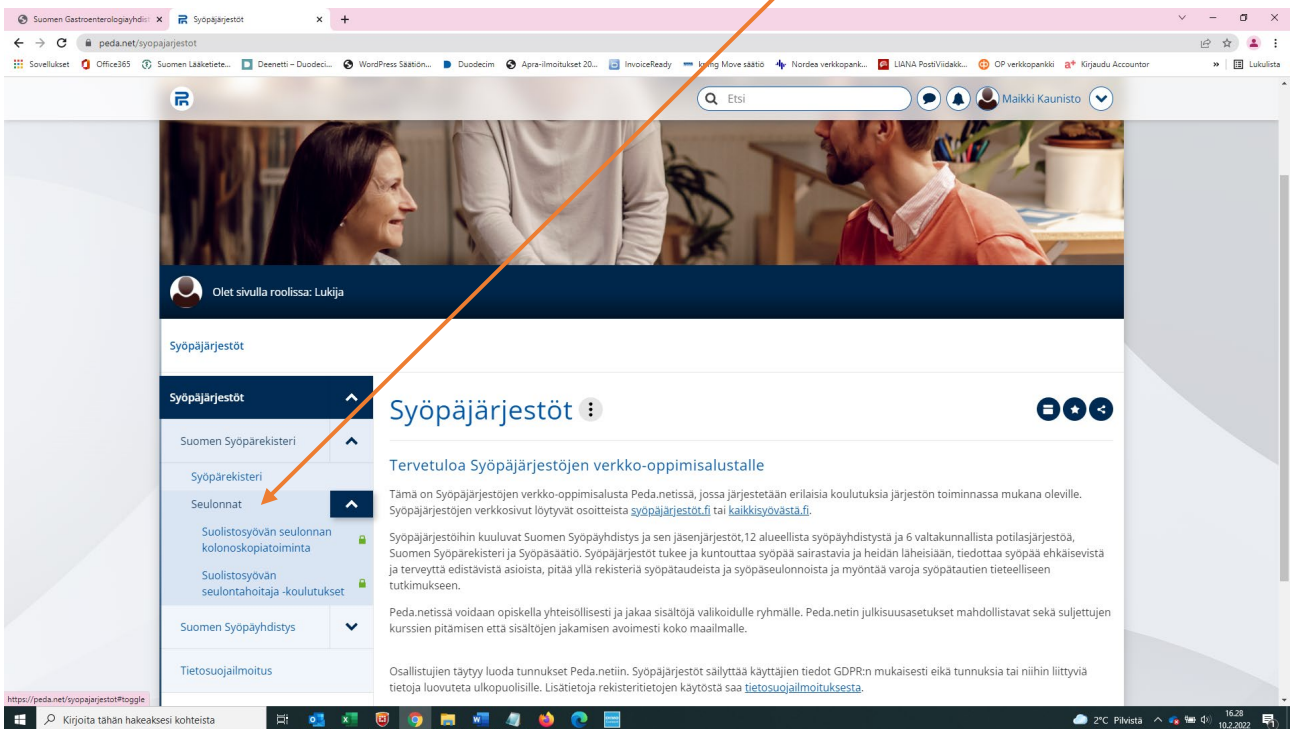 Suomen Gastroenterologiayhdist
Syöpäjärjestöt
peda.net/syopajarjestot
Sovellukset
Office365
Suomen Lääketiete...
Deenetti – Duodeci...
WordPress Säätiön...
Duodecim
Apra-ilmoitukset 20...
InvoiceReady
Move säätiö
Nordea verkkopank...
LIANA PostiViidakk...
OP verkkopankki
Kirjaudu Accountor
»
Lukulista
Etsi
Maikki Kaunisto
Olet sivulla roolissa: Lukija
Syöpäjärjestöt
Syöpäjärjestöt
Suomen Syöpärekisteri
Syöpärekisteri
Seulonnat
Suolistosyövän seulonnan
kolonoskopiatoiminta
Suolistosyövän
seulontahoitaja -koulutukset
Suomen Syöpäyhdistys
Tietosuojailmoitus
Syöpäjärjestöt
Tervetuloa Syöpäjärjestöjen verkko-oppimisalustalle
Tämä on Syöpäjärjestöjen verkko-oppimisalusta Peda.netissä, jossa järjestetään erilaisia koulutuksia järjestön toiminnassa mukana oleville.
Syöpäjärjestöjen verkkosivut löytyvät osoitteista syöpäjärjestöt.fi tai kaikkisyövästä.fi.
Syöpäjärjestöihin kuuluvat Suomen Syöpäyhdistys ja sen jäsenjärjestöt,12 alueellista syöpäyhdistystä ja 6 valtakunnallista potilasjärjestöä,
Suomen Syöpärekisteri ja Syöpäsäätiö. Syöpäjärjestöt tukee ja kuntouttaa syöpää sairastavia ja heidän läheisiään, tiedottaa syöpää ehkäisevistä
ja terveyttä edistävistä asioista, pitää yllä rekisteriä syöpätaudeista ja syöpäseulonnoista ja myöntää varoja syöpätautien tieteelliseen
tutkimukseen.
Peda.netissä voidaan opiskella yhteisöllisesti ja jakaa sisältöjä valikoidulle ryhmälle. Peda.netin julkisuusasetukset mahdollistavat sekä suljettujen
kurssien pitämisen että sisältöjen jakamisen avoimesti koko maailmalle.
Osallistujien täytyy luoda tunnukset Peda.netiin. Syöpäjärjestöt säilyttää käyttäjien tiedot GDPR:n mukaisesti eikä tunnuksia tai niihin liittyviä
tietoja luovuteta ulkopuolisille. Lisätietoja rekisteritietojen käytöstä saa tietosuojailmoituksesta.
https://peda.net/syopajarjestot#toggle
Kirjoita tähän hakeaksesi kohteista
2°C Pilvistä
16.28
10.2.2022